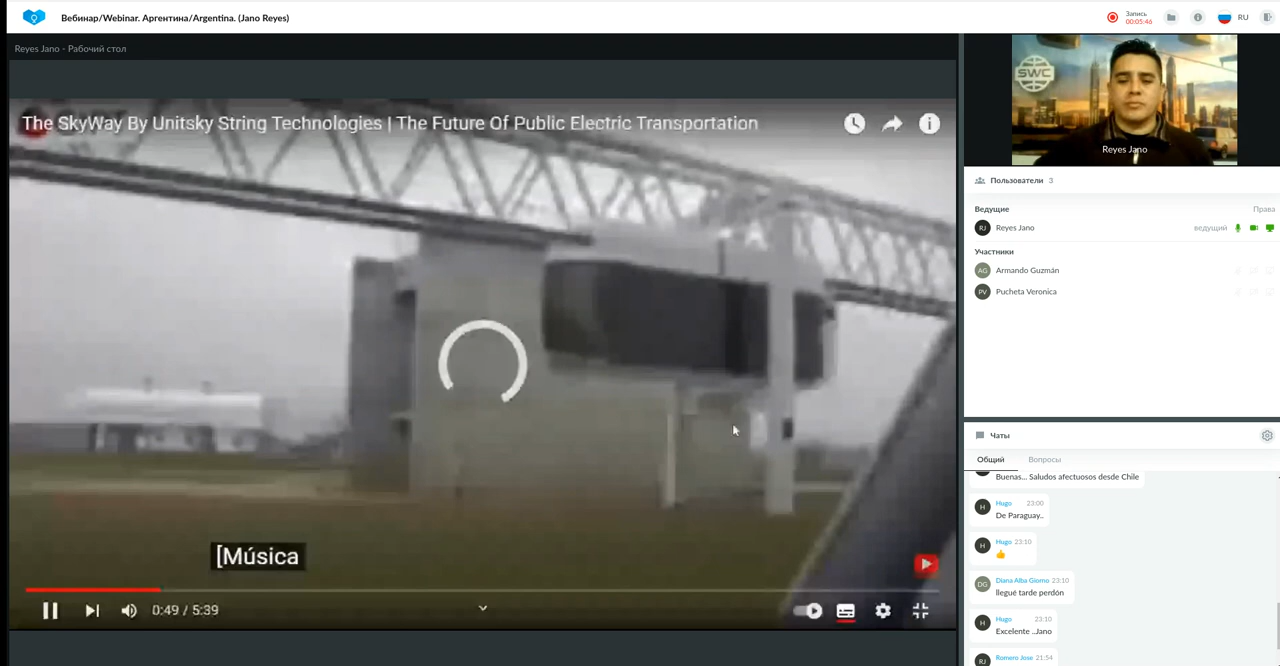 Вебинар/Webinar. Аргентина/Argentina. (Jano Reyes)
Запись
00:05:46
RU
Reyes Jano - Рабочий стол
The SkyWay By Unitsky String Technologies | The Future Of Public Electric Transportation
[Música
0:49 / 5:39
SWC
Reyes Jano
Пользователи 3
Ведущие Права
RJ Reyes Jano ведущий
Участники
AG Armando Guzmán
PV Pucheta Veronica
Чаты
Общий Вопросы
Buenas... Saludos afectuosos desde Chile
H Hugo 23:00
De Paraguay..
H Hugo 23:10
👍
DG Diana Alba Giorno 23:10
llegué tarde perdón
H Hugo 23:10
Excelente ..Jano
RJ Romero Jose 21:54